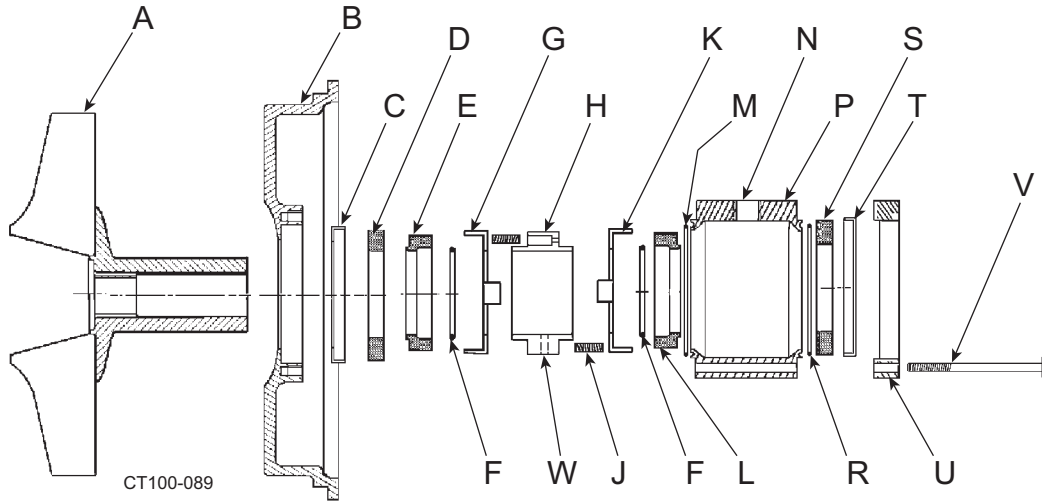 A B D G K N S
C E H M P T
V
F W J F L R U
CT100-089